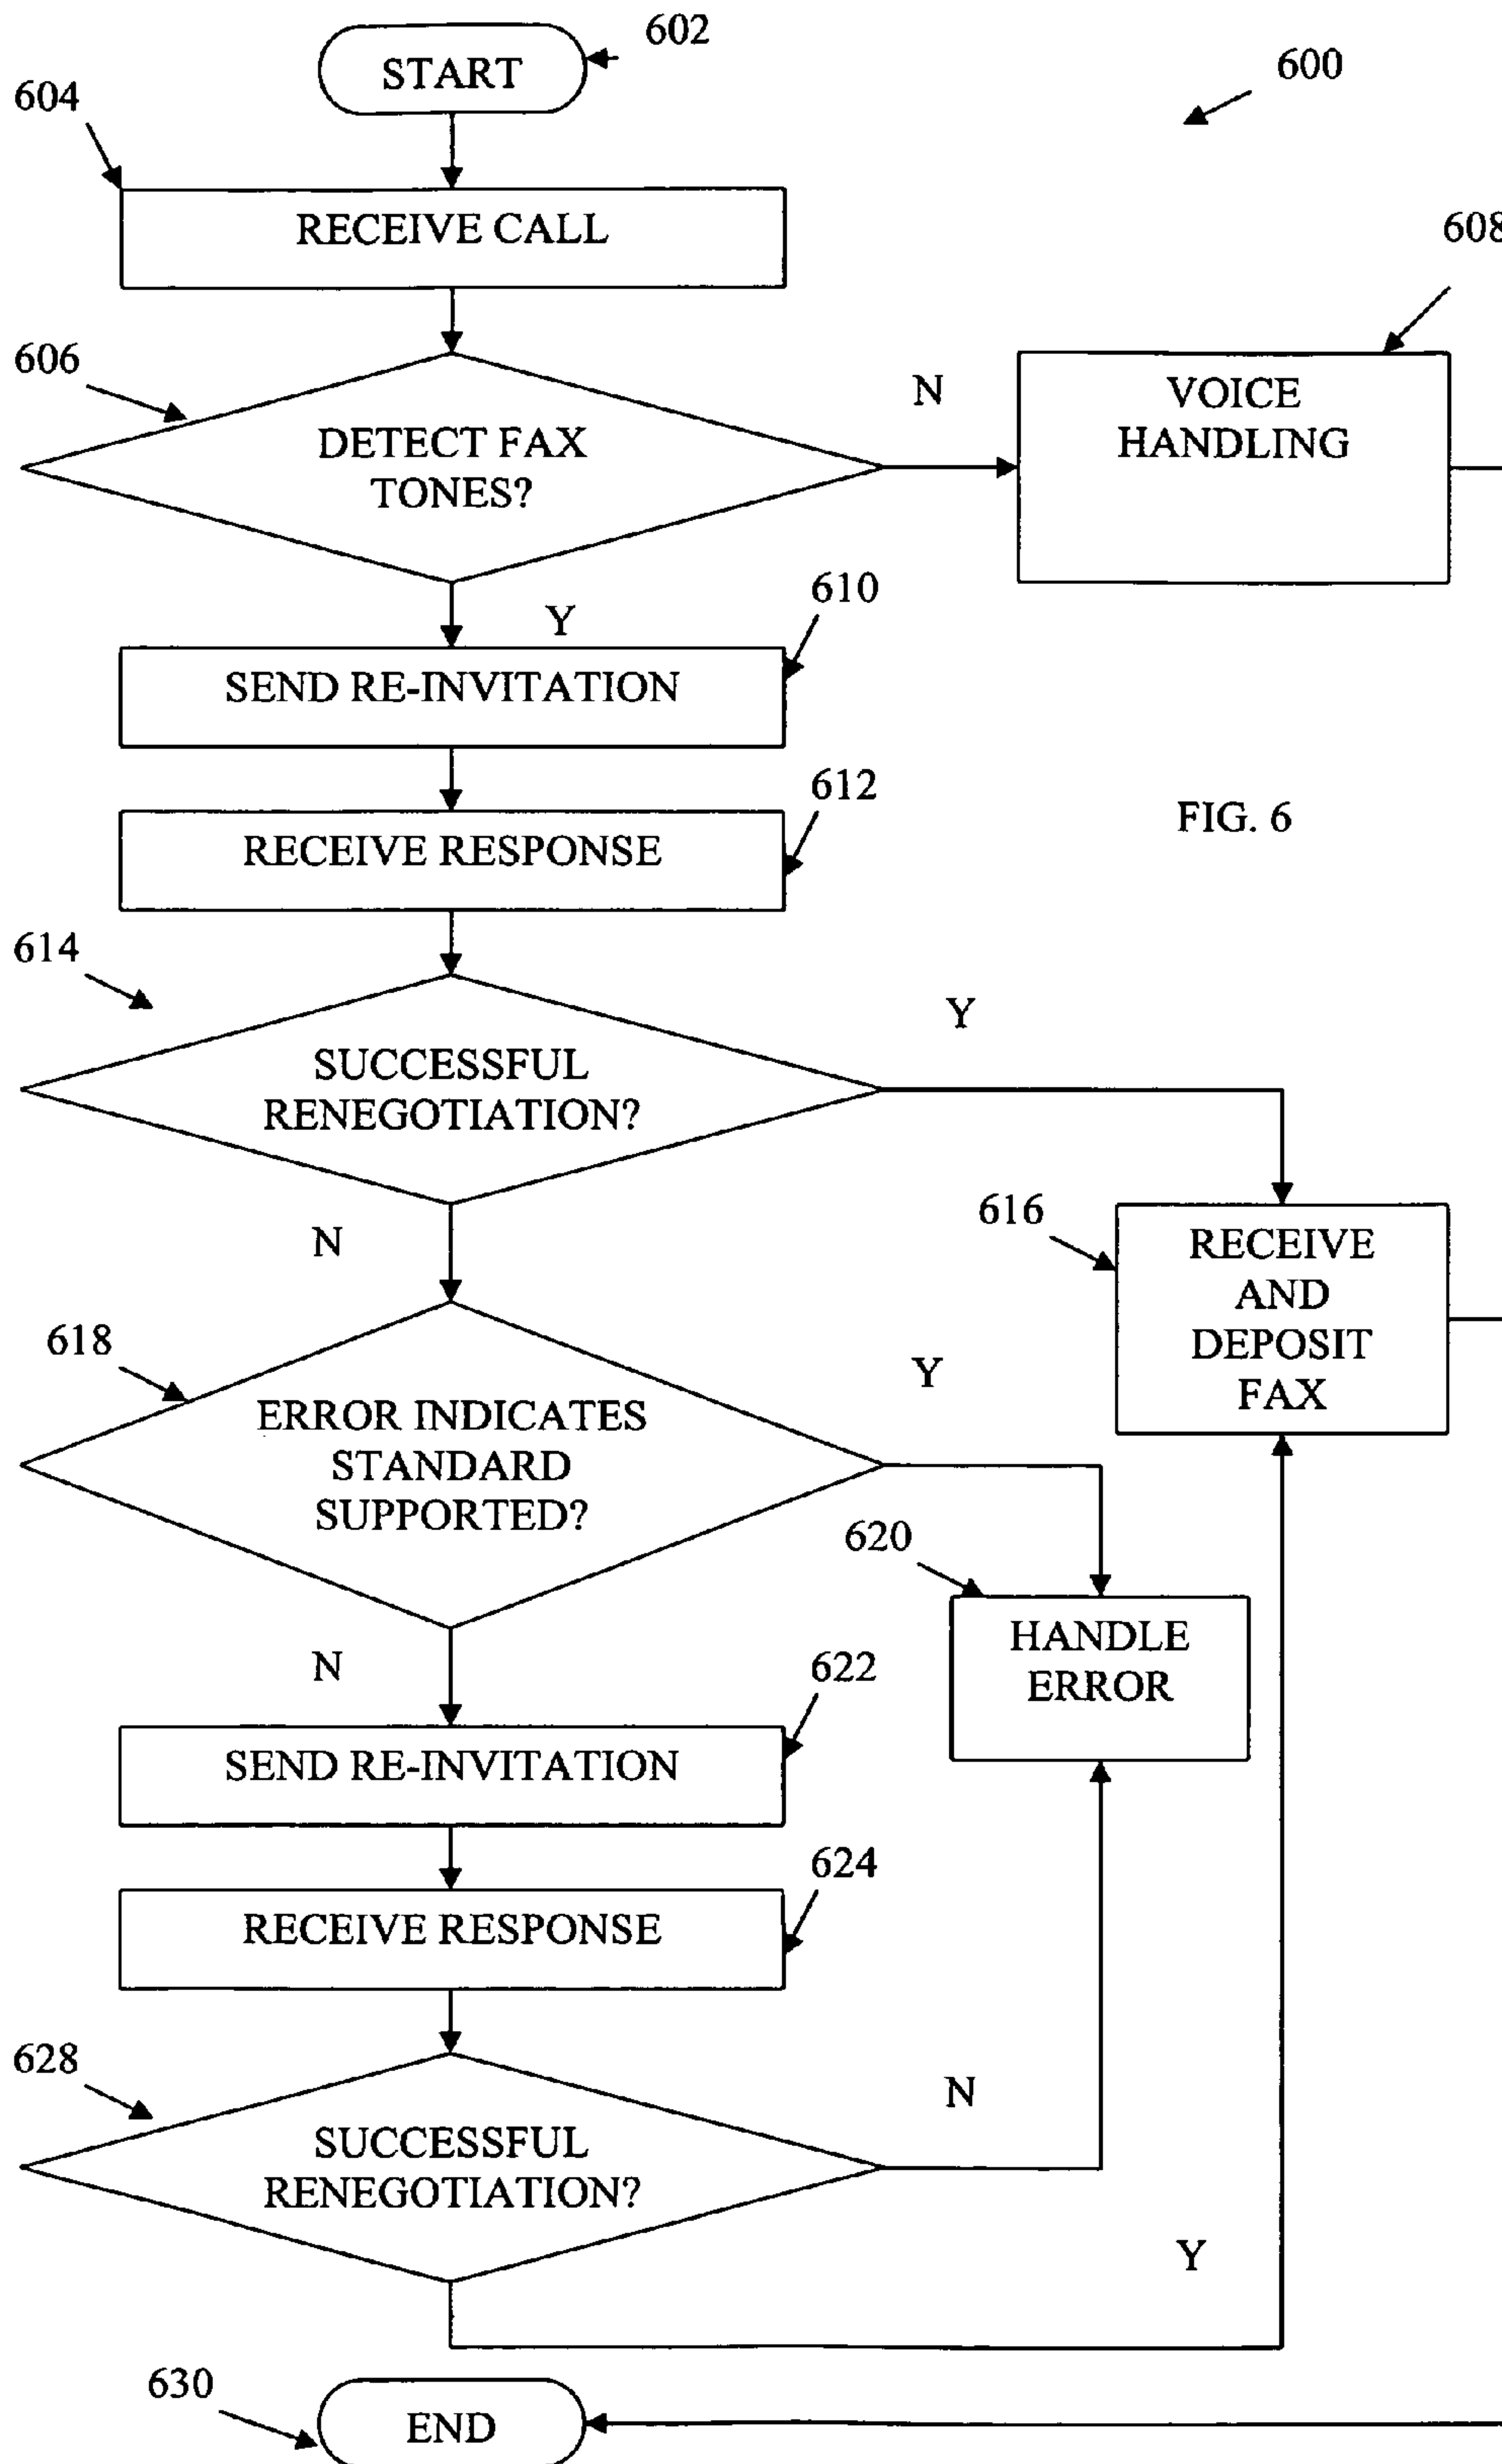 602
START
600
604
RECEIVE CALL
608
606
DETECT FAX
TONES?
N
VOICE
HANDLING
Y
610
SEND RE-INVITATION
612
RECEIVE RESPONSE
FIG. 6
614
SUCCESSFUL
RENEGOTIATION?
Y
N
616
RECEIVE
AND
DEPOSIT
FAX
618
ERROR INDICATES
STANDARD
SUPPORTED?
Y
620
HANDLE
ERROR
N
622
SEND RE-INVITATION
624
RECEIVE RESPONSE
628
SUCCESSFUL
RENEGOTIATION?
N
Y
630
END